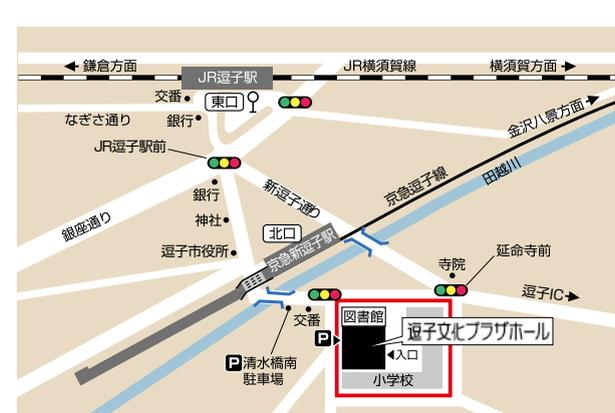 鎌倉方面
JR横須賀線
横須賀方面
JR逗子駅
交番
東口
なぎさ通り
銀行
金沢八景方面
JR逗子駅前
新逗子通り
京急逗子線
田越川
銀行
銀座通り
神社
北口
逗子市役所
京急新逗子駅
寺院
延命寺前
逗子IC
交番
図書館
P
逗子文化プラザホール
入口
P清水橋南
駐車場
小学校